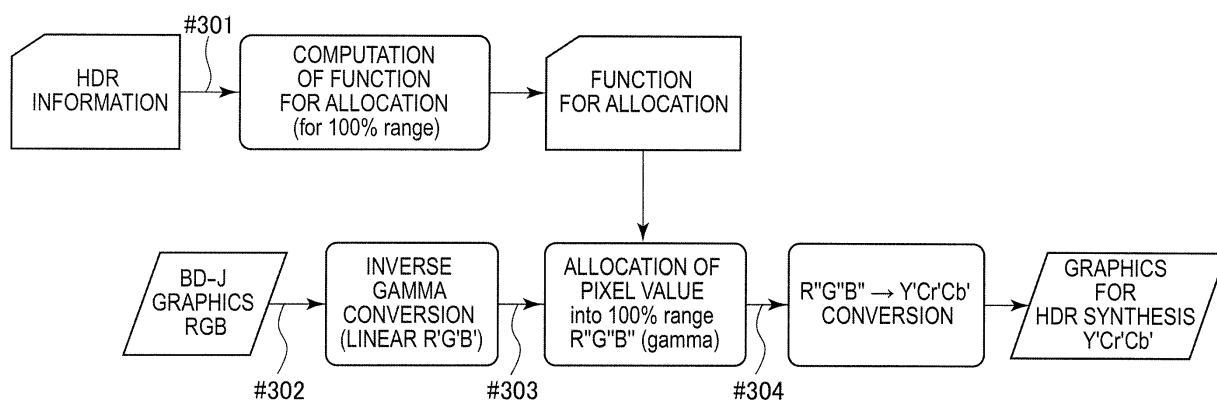 #301
HDR
INFORMATION
COMPUTATION
OF FUNCTION
FOR ALLOCATION
(for 100% range)
FUNCTION
FOR ALLOCATION
BD-J
GRAPHICS
RGB
#302
INVERSE
GAMMA
CONVERSION
(LINEAR R'G'B')
#303
ALLOCATION OF
PIXEL VALUE
into 100% range
R"G"B" (gamma)
#304
R"G"B" → Y'Cr'Cb'
CONVERSION
GRAPHICS
FOR
HDR SYNTHESIS
Y'Cr'Cb'